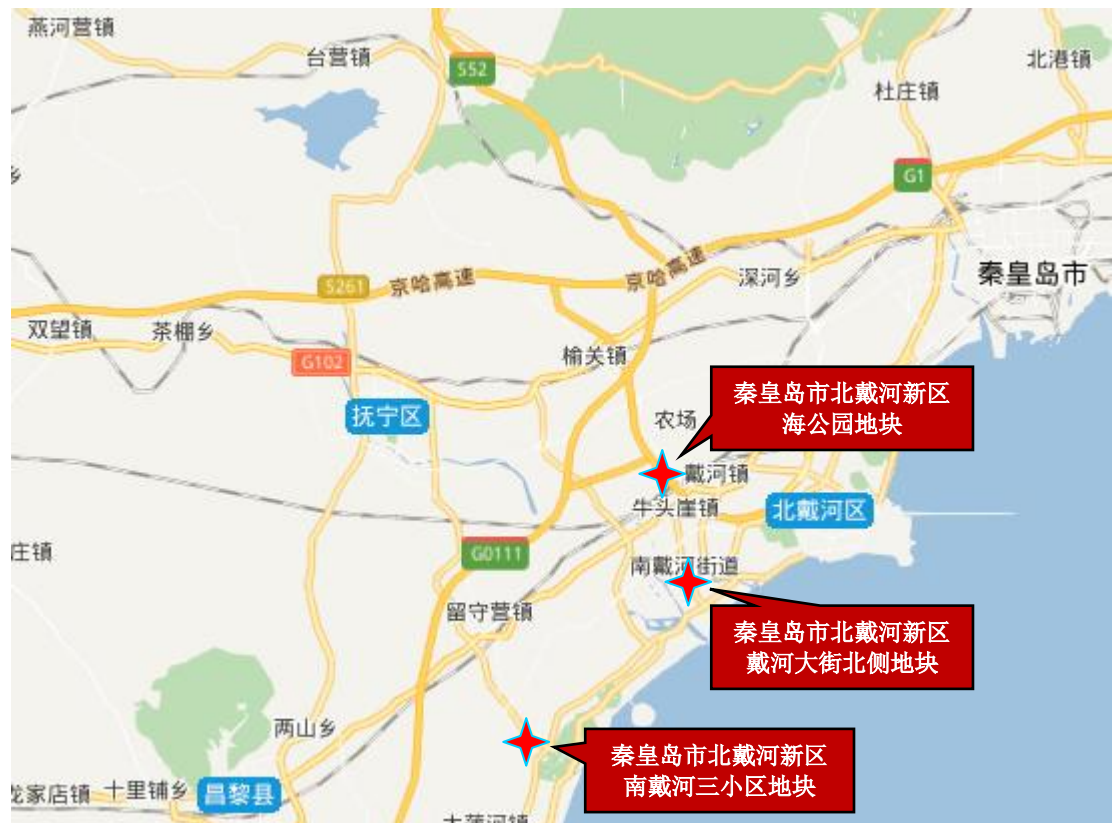 燕河营镇
台营镇
S52
北港镇
杜庄镇
G1
秦皇岛市
京哈高速
深河乡
S261
京哈高速
双望镇
茶棚乡
G102
榆关镇
抚宁区
农场
秦皇岛市北戴河新区
海公园地块
戴河镇
牛头崖镇
北戴河区
庄镇
G0111
南戴河街道
留守营镇
秦皇岛市北戴河新区
戴河大街北侧地块
两山乡
秦皇岛市北戴河新区
南戴河三小区地块
龙家店镇
十里铺乡
昌黎县